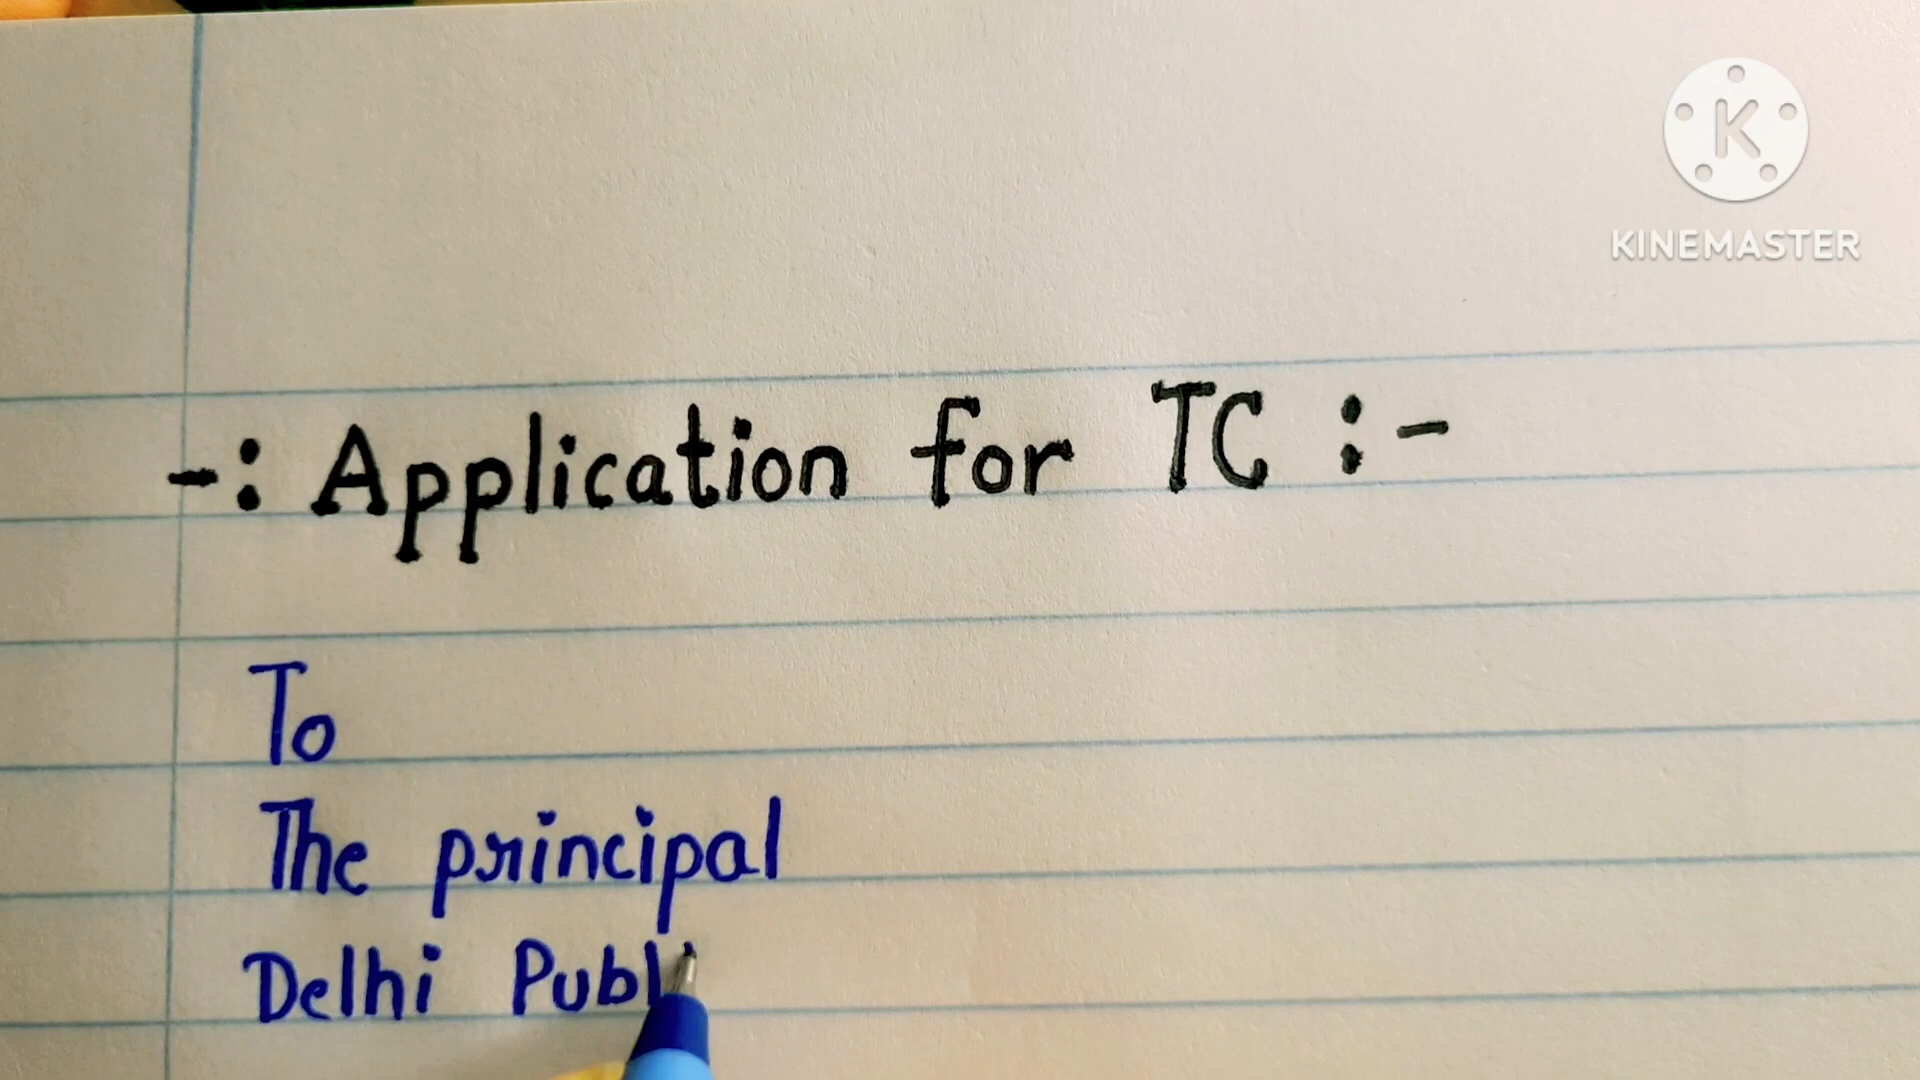 K
KINEMASTER
-: Application for TC :-
To
The principal
Delhi Publ